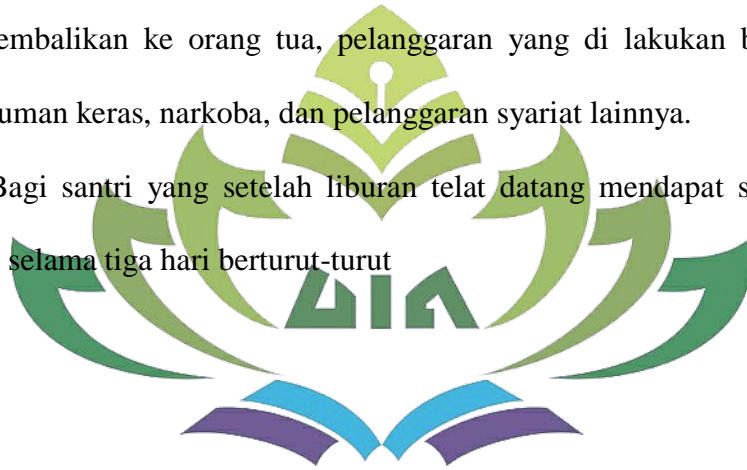 embalikan ke orang tua, pelanggaran yang di lakukan b
uman keras, narkoba, dan pelanggaran syariat lainnya.
Bagi santri yang setelah liburan telat datang mendapat s
selama tiga hari berturut-turut
UIN